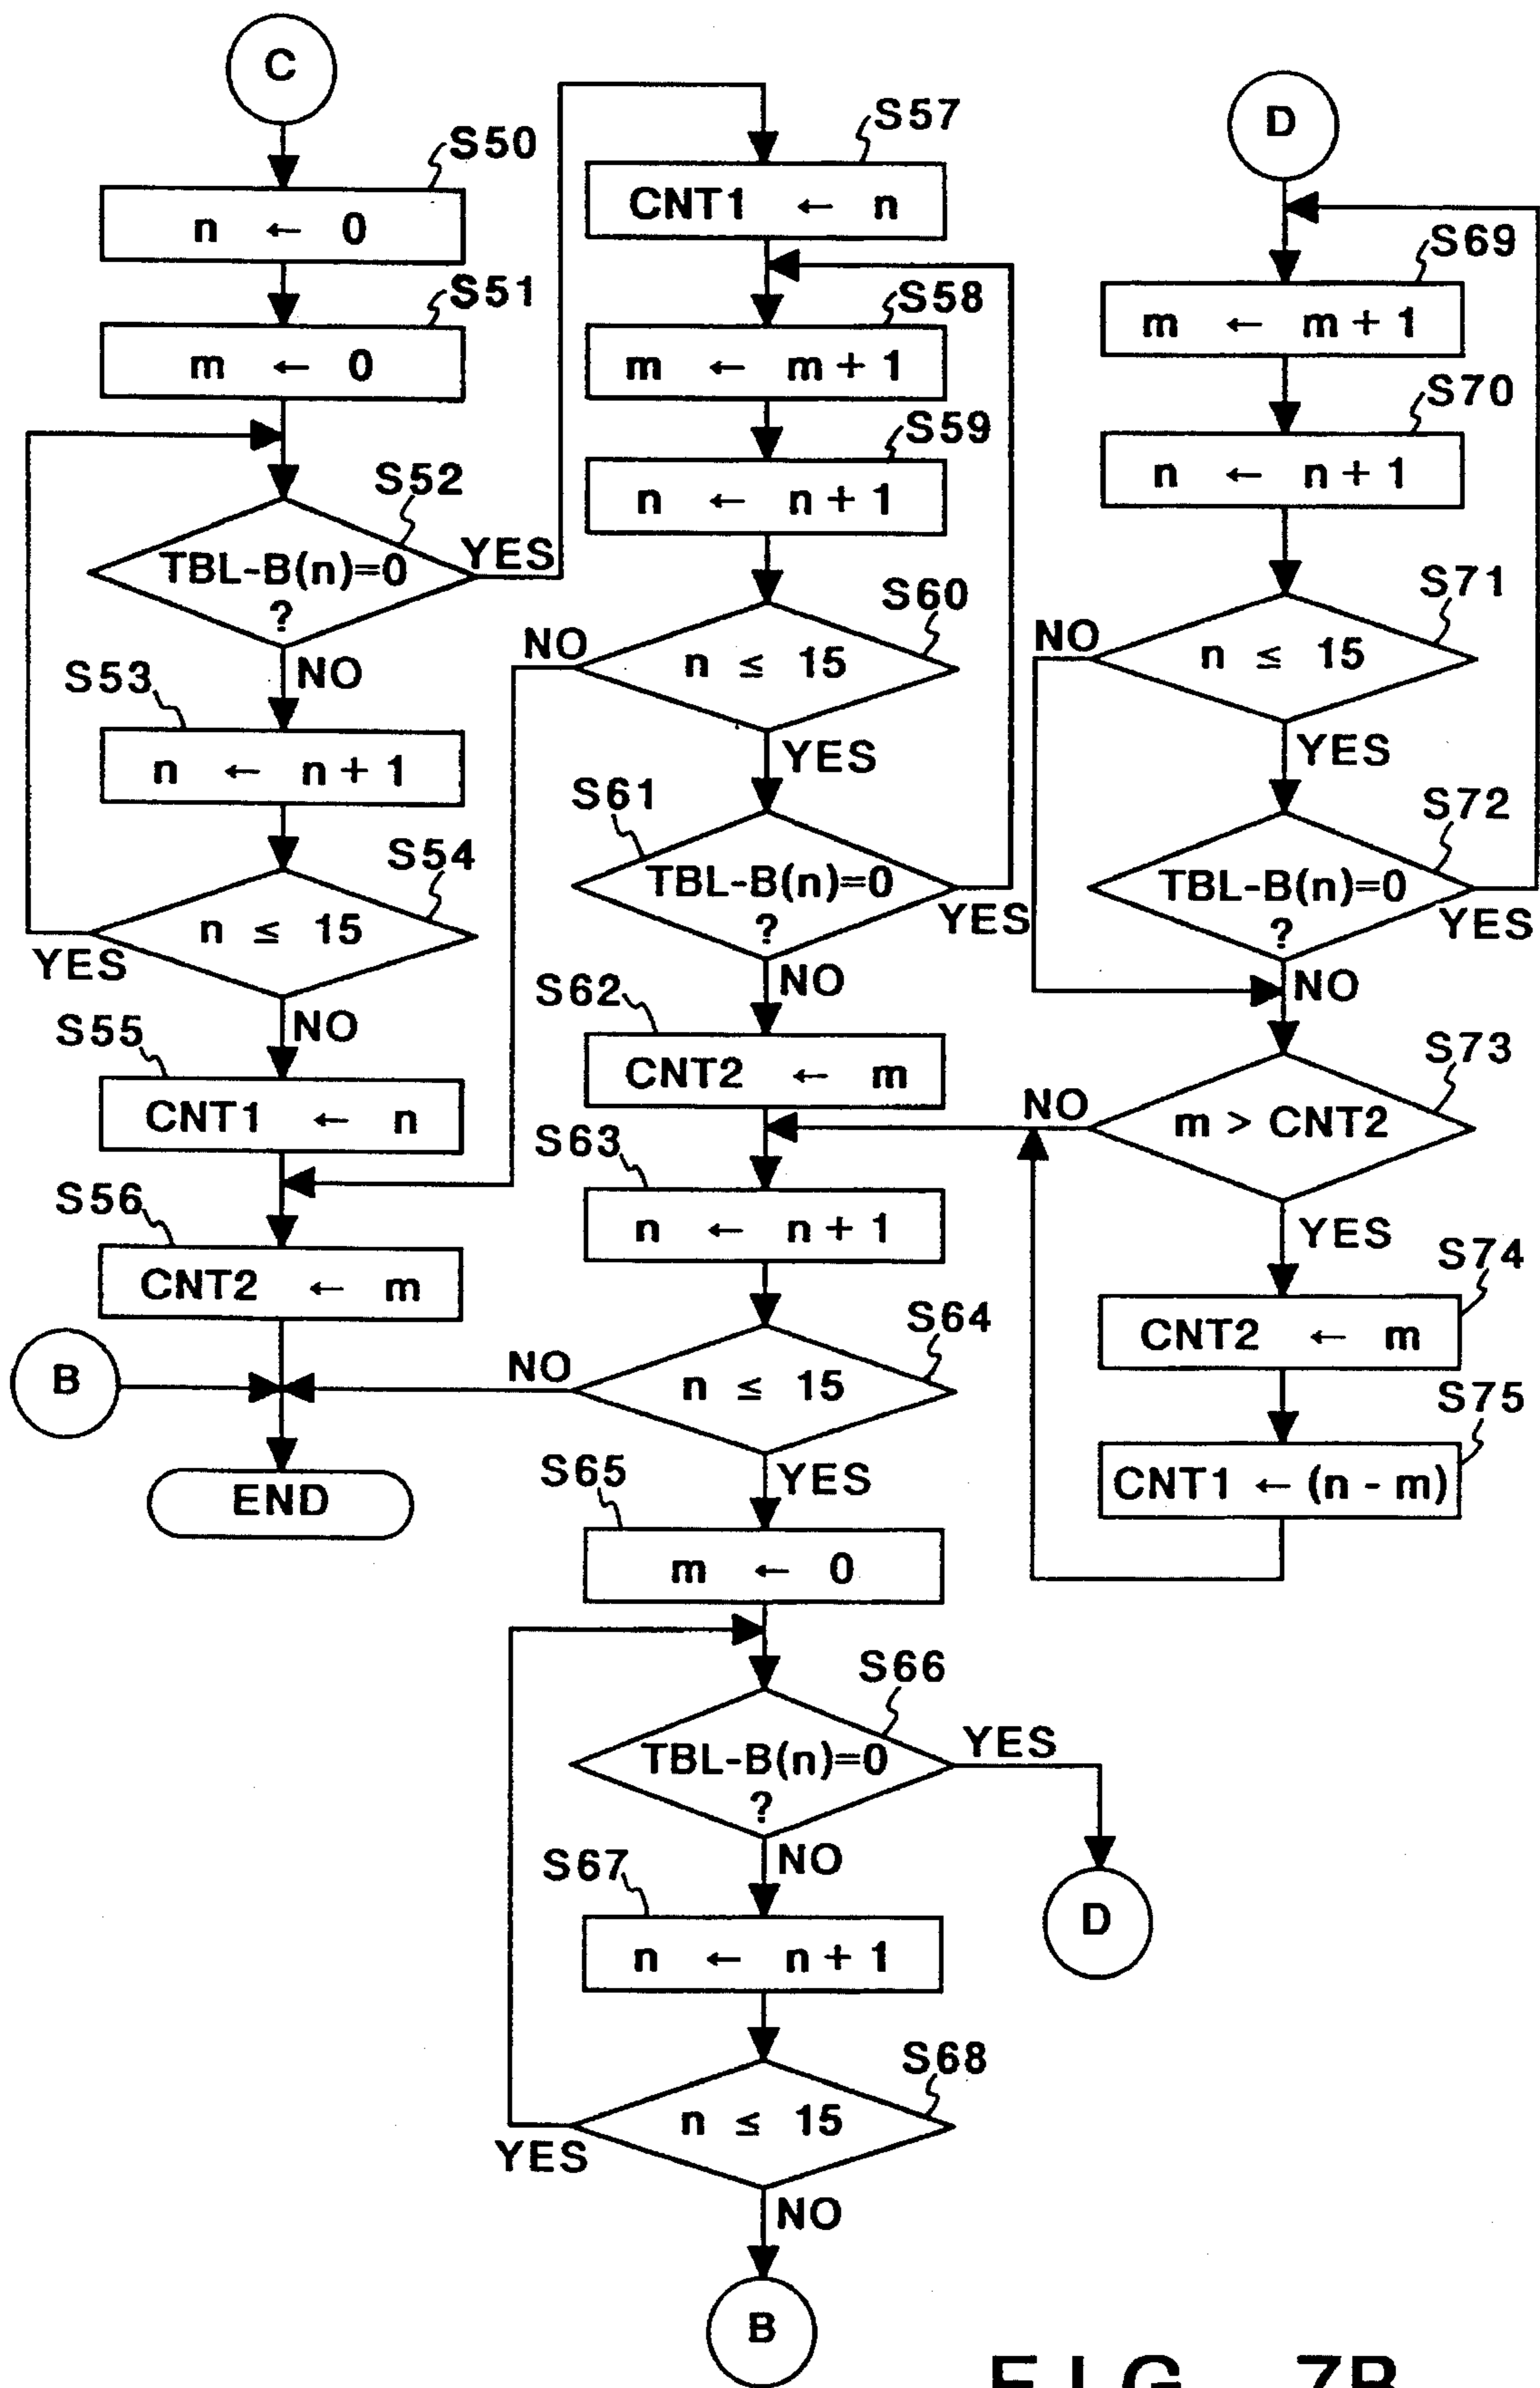 C
S50
n ← 0
S51
m ← 0
S52
TBL-B(n)=0
?
YES
NO
S53
n ← n + 1
S54
n ≤ 15
YES
NO
S55
CNT1 ← n
S56
CNT2 ← m
B
END
S57
CNT1 ← n
S58
m ← m + 1
S59
n ← n + 1
S60
NO
n ≤ 15
YES
S61
TBL-B(n)=0
?
YES
NO
S62
CNT2 ← m
S63
n ← n + 1
S64
NO
n ≤ 15
YES
S65
m ← 0
S66
TBL-B(n)=0
?
YES
NO
D
S67
n ← n + 1
S68
n ≤ 15
YES
NO
B
D
S69
m ← m + 1
S70
n ← n + 1
S71
NO
n ≤ 15
YES
S72
TBL-B(n)=0
?
YES
NO
S73
NO
m > CNT2
YES
S74
CNT2 ← m
S75
CNT1 ← (n - m)
FIG. 7B